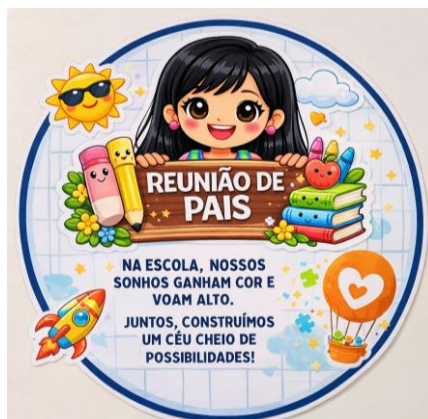 REUNIÃO DE
PAIS
NA ESCOLA, NOSSOS
SONHOS GANHAM COR E
VOAM ALTO.
JUNTOS, CONSTRUÍMOS
UM CÉU CHEIO DE
POSSIBILIDADES!